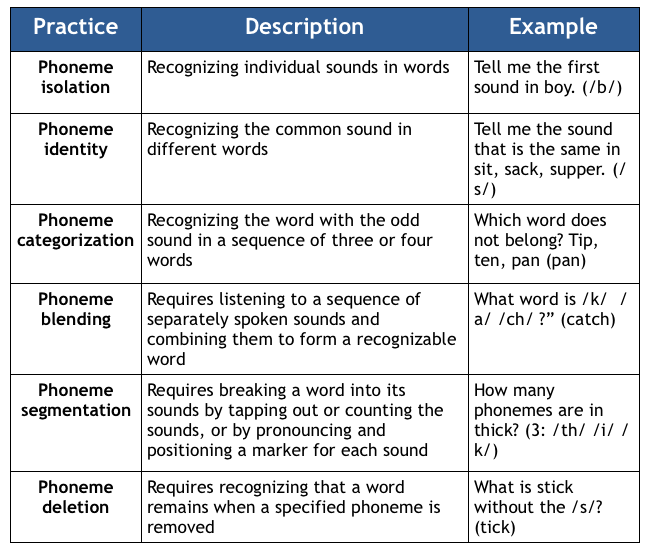 Practice
Description
Example
Phoneme
isolation
Recognizing individual sounds in words
Tell me the first
sound in boy. (/b/)
Phoneme
identity
Recognizing the common sound in
different words
Tell me the sound
that is the same in
sit, sack, supper. (/
s/)
Phoneme
categorization
Recognizing the word with the odd
sound in a sequence of three or four
words
Which word does
not belong? Tip,
ten, pan (pan)
Phoneme
blending
Requires listening to a sequence of
separately spoken sounds and
combining them to form a recognizable
word
What word is /k/ /
a/ /ch/ ?” (catch)
Phoneme
segmentation
Requires breaking a word into its
sounds by tapping out or counting the
sounds, or by pronouncing and
positioning a marker for each sound
How many
phonemes are in
thick? (3: /th/ /i/ /
k/)
Phoneme
deletion
Requires recognizing that a word
remains when a specified phoneme is
removed
What is stick
without the /s/?
(tick)